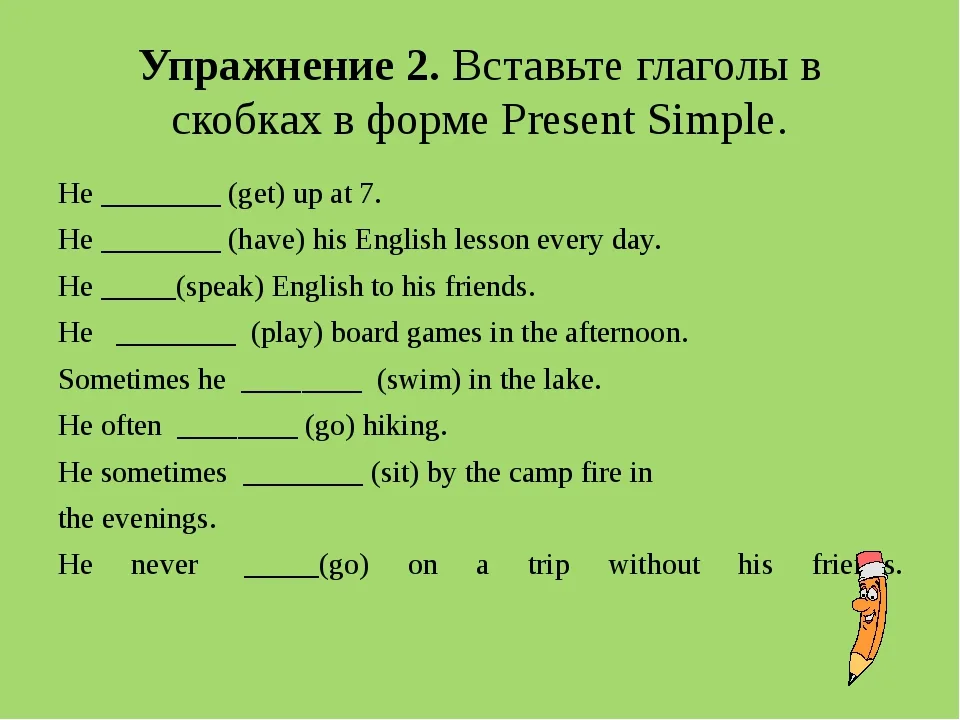 Упражнение 2. Вставьте глаголы в
скобках в форме Present Simple.
He ________ (get) up at 7.
He ________ (have) his English lesson every day.
He _____(speak) English to his friends.
He ________ (play) board games in the afternoon.
Sometimes he ________ (swim) in the lake.
He often ________ (go) hiking.
He sometimes ________ (sit) by the camp fire in
the evenings.
He never _____(go) on a trip without his friends.